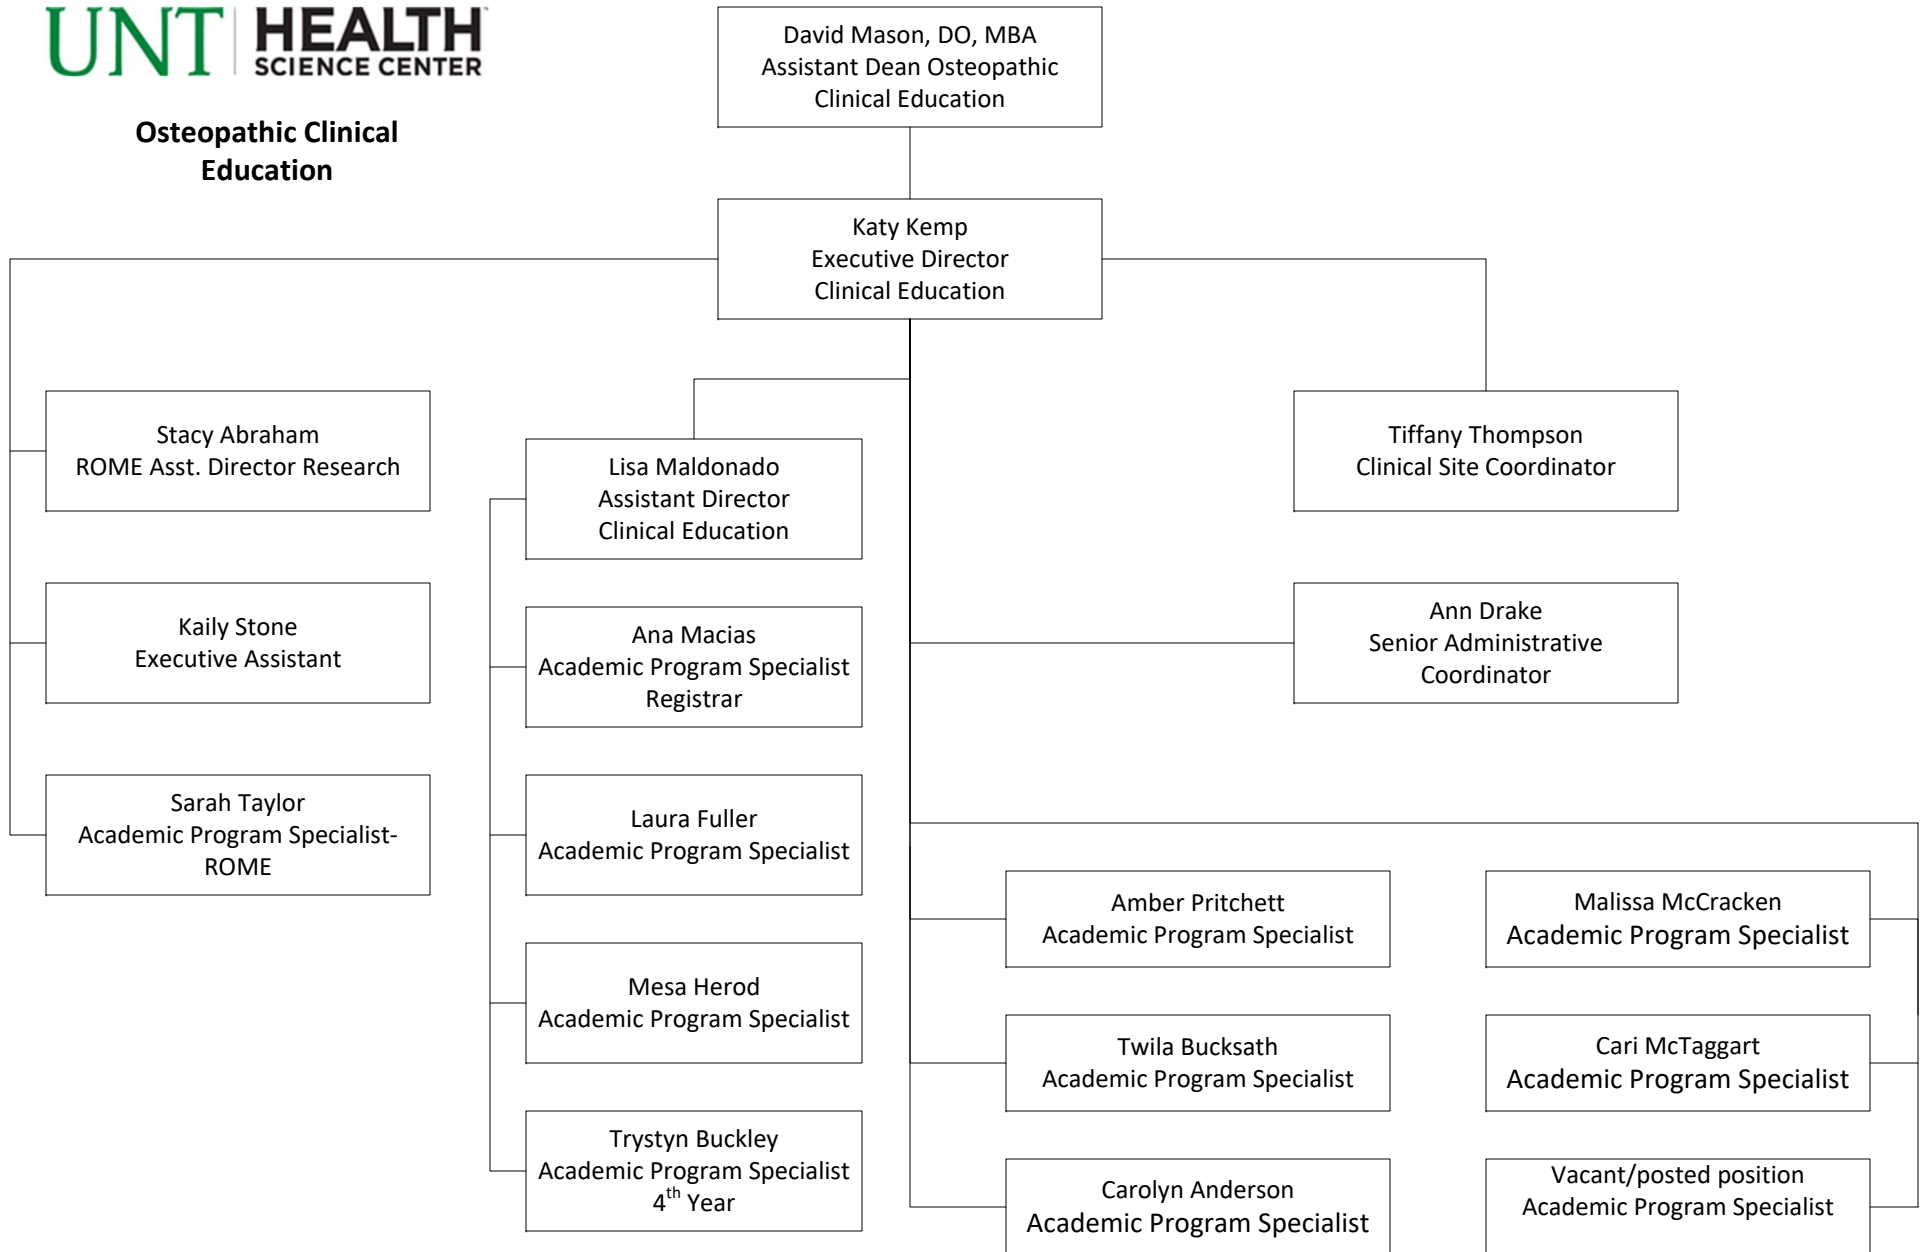 UNT HEALTH
SCIENCE CENTER
Osteopathic Clinical
Education
David Mason, DO, MBA
Assistant Dean Osteopathic
Clinical Education
Katy Kemp
Executive Director
Clinical Education
Stacy Abraham
ROME Asst. Director Research
Kaily Stone
Executive Assistant
Sarah Taylor
Academic Program Specialist-
ROME
Lisa Maldonado
Assistant Director
Clinical Education
Ana Macias
Academic Program Specialist
Registrar
Laura Fuller
Academic Program Specialist
Mesa Herod
Academic Program Specialist
Trystyn Buckley
Academic Program Specialist
4th Year
Tiffany Thompson
Clinical Site Coordinator
Ann Drake
Senior Administrative
Coordinator
Amber Pritchett
Academic Program Specialist
Twila Bucksath
Academic Program Specialist
Carolyn Anderson
Academic Program Specialist
Malissa McCracken
Academic Program Specialist
Cari McTaggart
Academic Program Specialist
Vacant/posted position
Academic Program Specialist